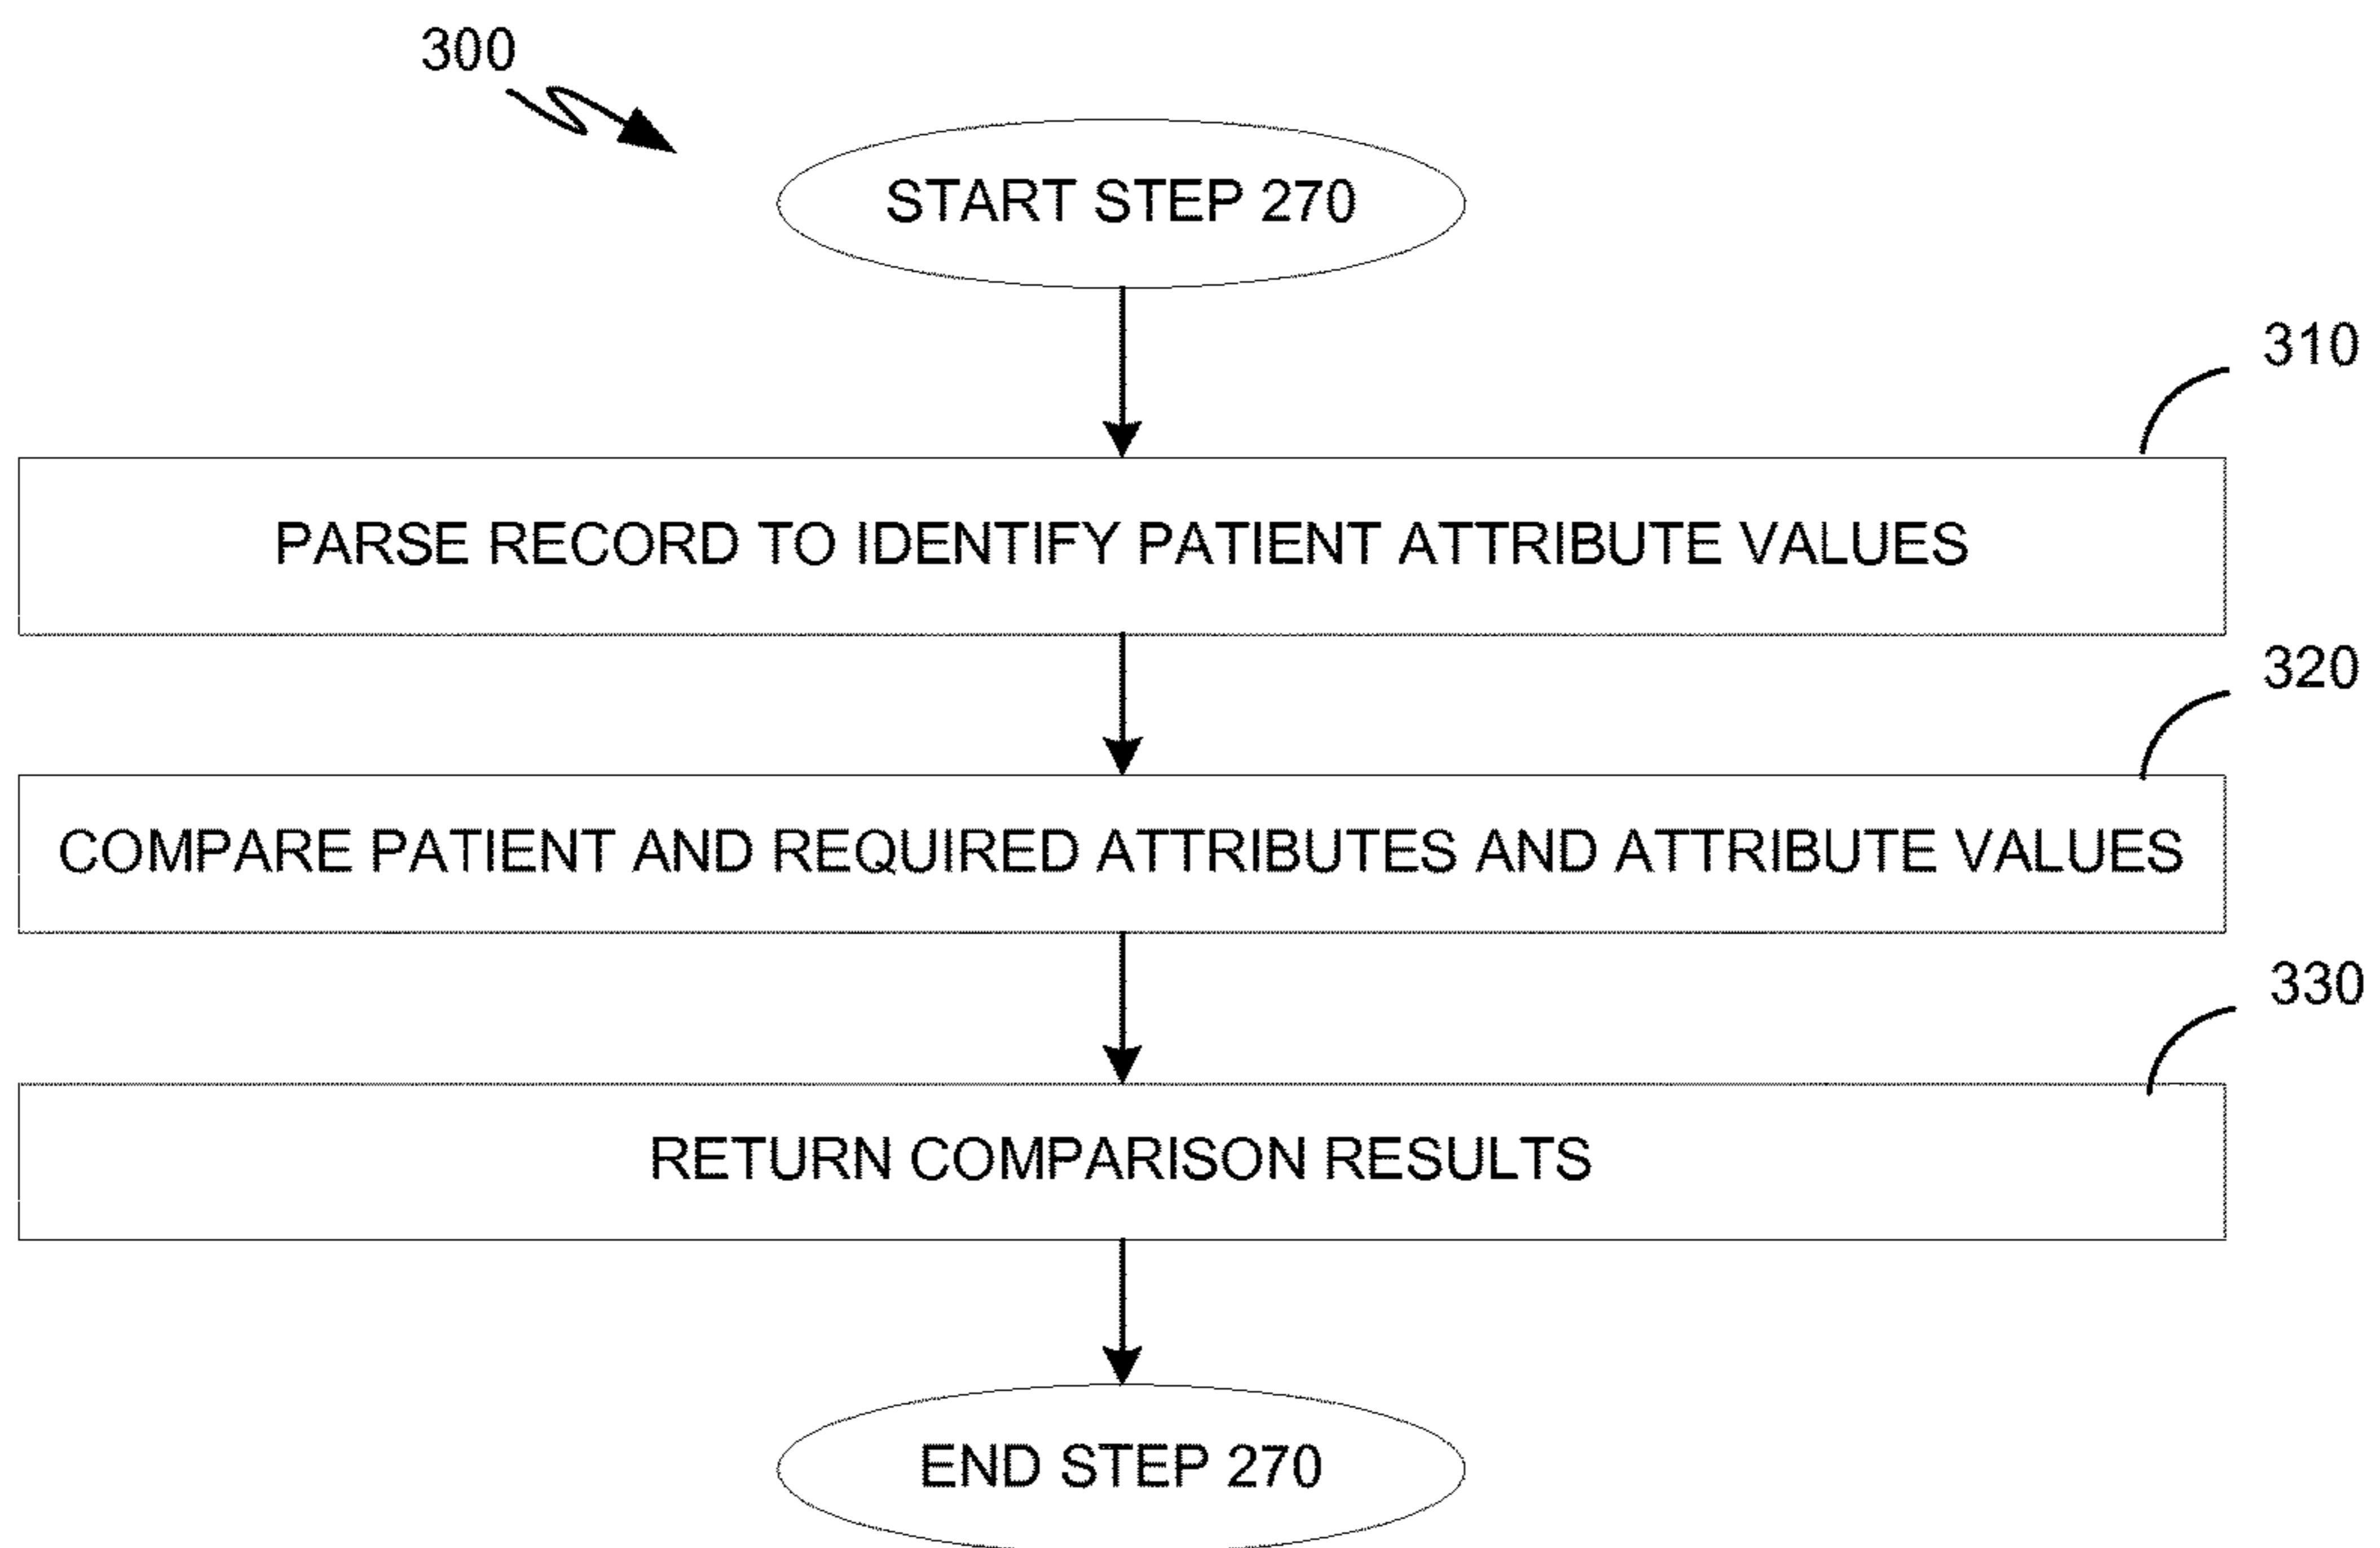 300
START STEP 270
310
PARSE RECORD TO IDENTIFY PATIENT ATTRIBUTE VALUES
320
COMPARE PATIENT AND REQUIRED ATTRIBUTES AND ATTRIBUTE VALUES
330
RETURN COMPARISON RESULTS
END STEP 270